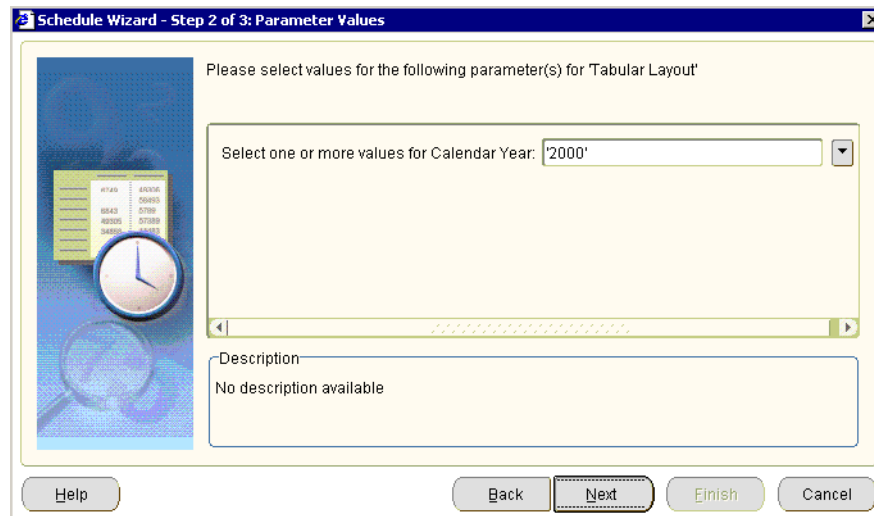 Schedule Wizard - Step 2 of 3: Parameter Values
Please select values for the following parameter(s) for 'Tabular Layout'
Select one or more values for Calendar Year: '2000'
Description
No description available
Help Back Next Finish Cancel